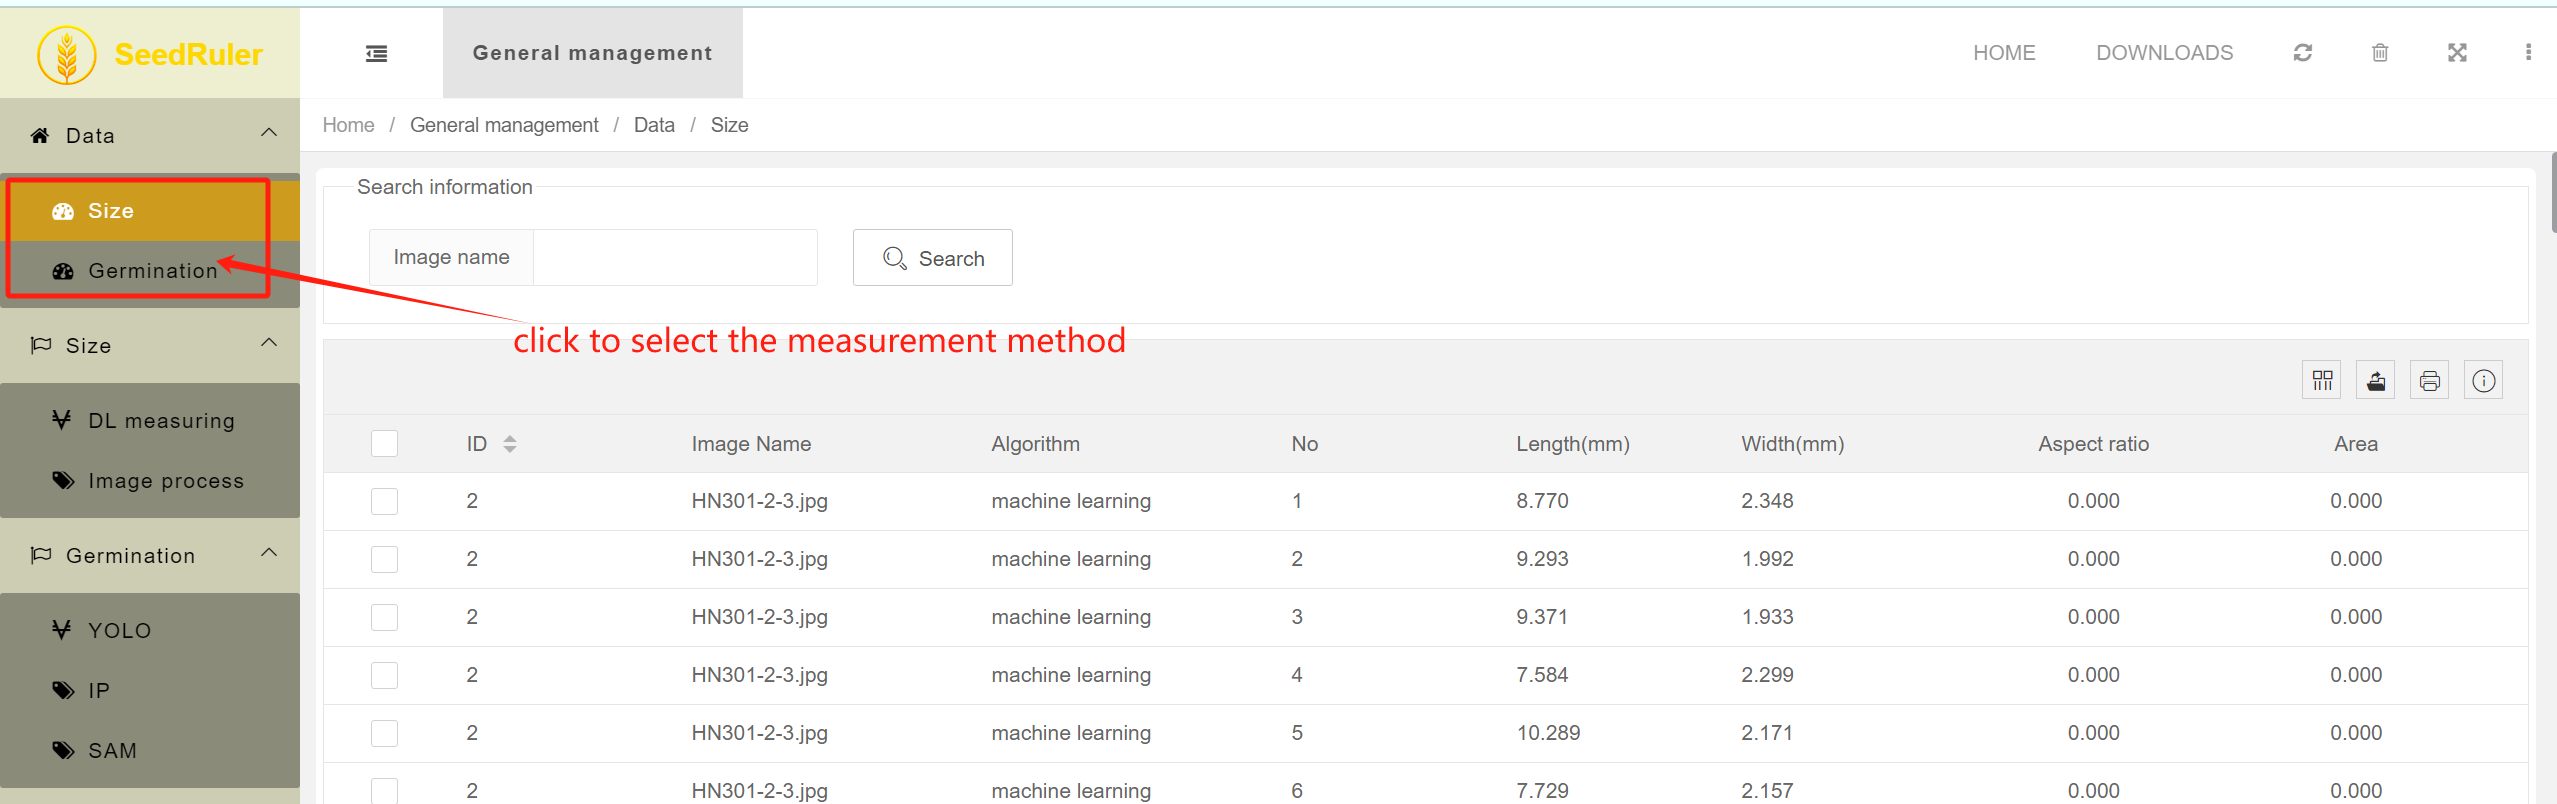 SeedRuler
General management
HOME
DOWNLOADS
Home / General management / Data / Size
Data
Size
Germination
Size
DL measuring
Image process
Germination
YOLO
IP
SAM
Search information
Image name
Search
click to select the measurement method
ID Image Name Algorithm No Length(mm) Width(mm) Aspect ratio Area
2 HN301-2-3.jpg machine learning 1 8.770 2.348 0.000 0.000
2 HN301-2-3.jpg machine learning 2 9.293 1.992 0.000 0.000
2 HN301-2-3.jpg machine learning 3 9.371 1.933 0.000 0.000
2 HN301-2-3.jpg machine learning 4 7.584 2.299 0.000 0.000
2 HN301-2-3.jpg machine learning 5 10.289 2.171 0.000 0.000
2 HN301-2-3.jpg machine learning 6 7.729 2.157 0.000 0.000